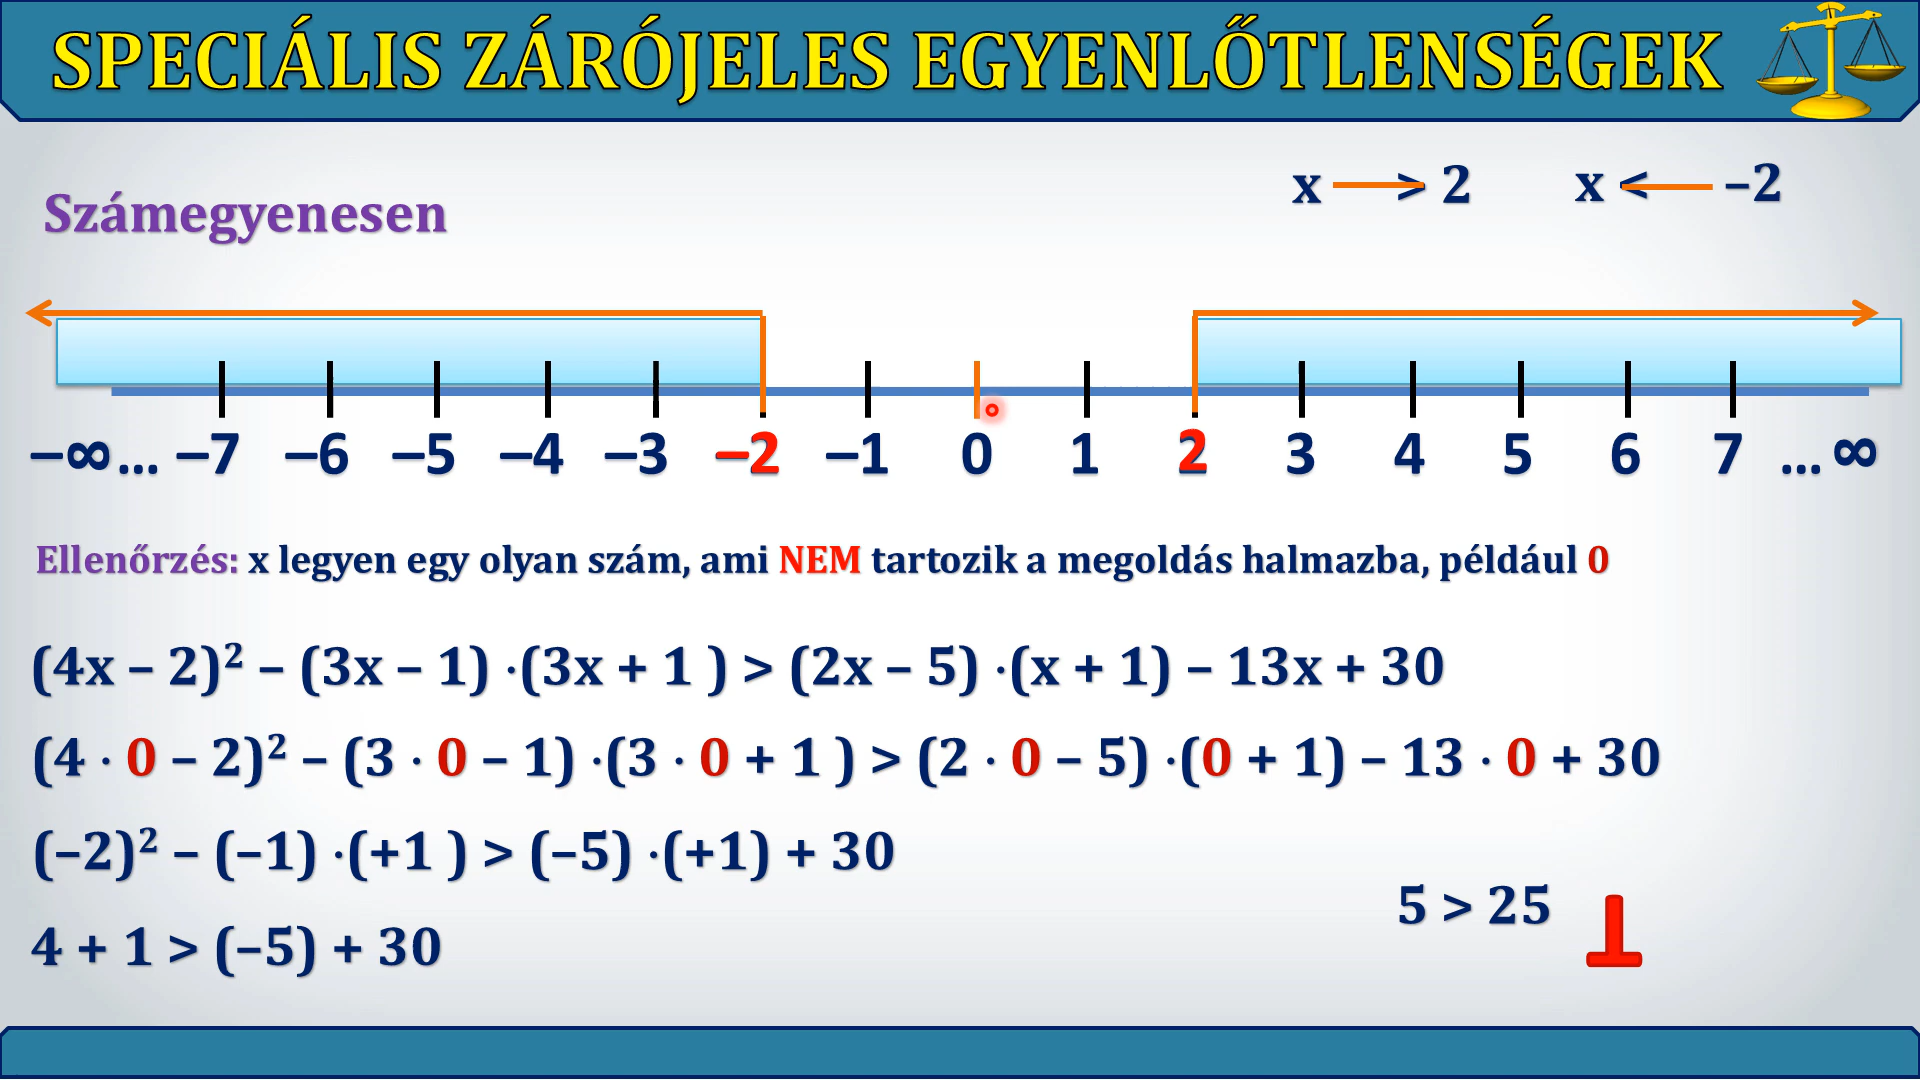 SPECIÁLIS ZÁRÓJELES EGYENLŐTLENSÉGEK
x > 2 x < –2
Számegyenesen
–∞ ... –7 –6 –5 –4 –3 –2 –1 0 1 2 3 4 5 6 7 ... ∞
Ellenőrzés: x legyen egy olyan szám, ami NEM tartozik a megoldás halmazba, például 0
(4x – 2)² – (3x – 1) ·(3x + 1 ) > (2x – 5) ·(x + 1) – 13x + 30
(4 · 0 – 2)² – (3 · 0 – 1) ·(3 · 0 + 1 ) > (2 · 0 – 5) ·(0 + 1) – 13 · 0 + 30
(–2)² – (–1) ·(+1 ) > (–5) ·(+1) + 30
5 > 25 ⊥
4 + 1 > (–5) + 30